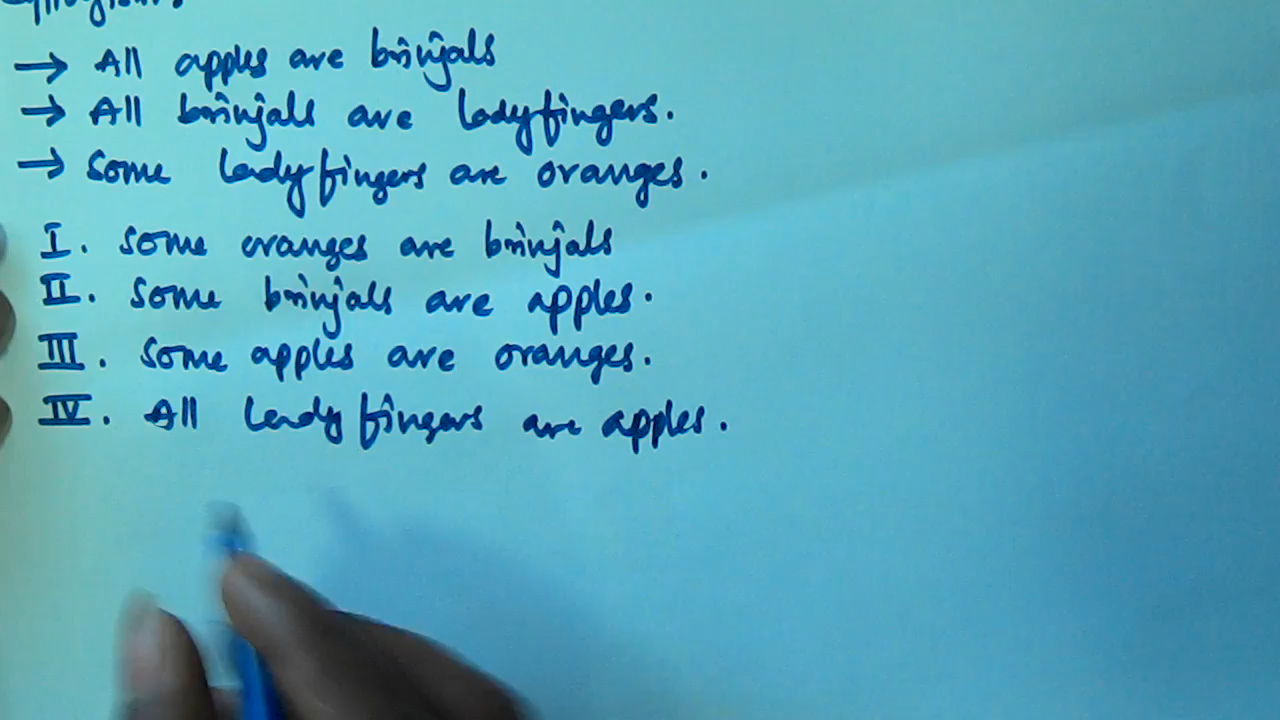 → All apples are brinjals
→ All brinjals are ladyfingers.
→ Some ladyfingers are oranges.
I. Some oranges are brinjals
II. Some brinjals are apples.
III. Some apples are oranges.
IV. All ladyfingers are apples.